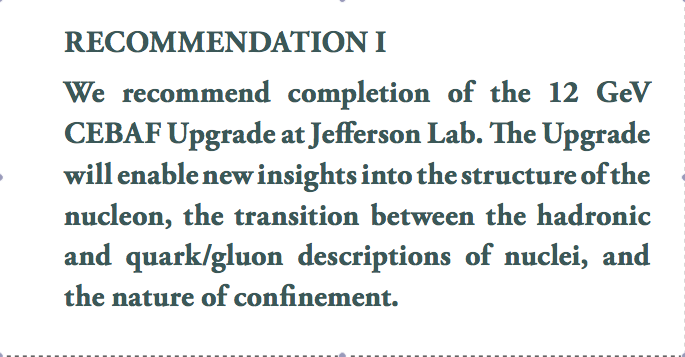 RECOMMENDATION I
We recommend completion of the 12 GeV
CEBAF Upgrade at Jefferson Lab. The Upgrade
will enable new insights into the structure of the
nucleon, the transition between the hadronic
and quark/gluon descriptions of nuclei, and
the nature of confinement.